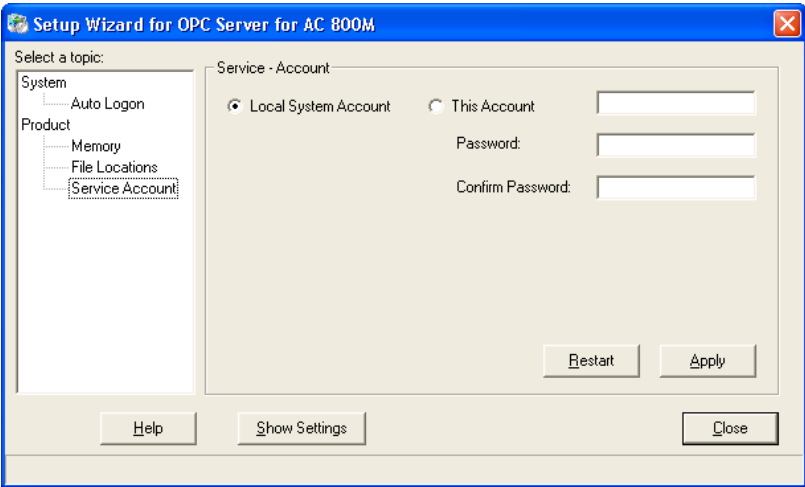 Setup Wizard for OPC Server for AC 800M
Select a topic:
System
Auto Logon
Product
Memory
File Locations
Service Account
Service - Account
Local System Account
This Account
Password:
Confirm Password:
Restart
Apply
Help
Show Settings
Close